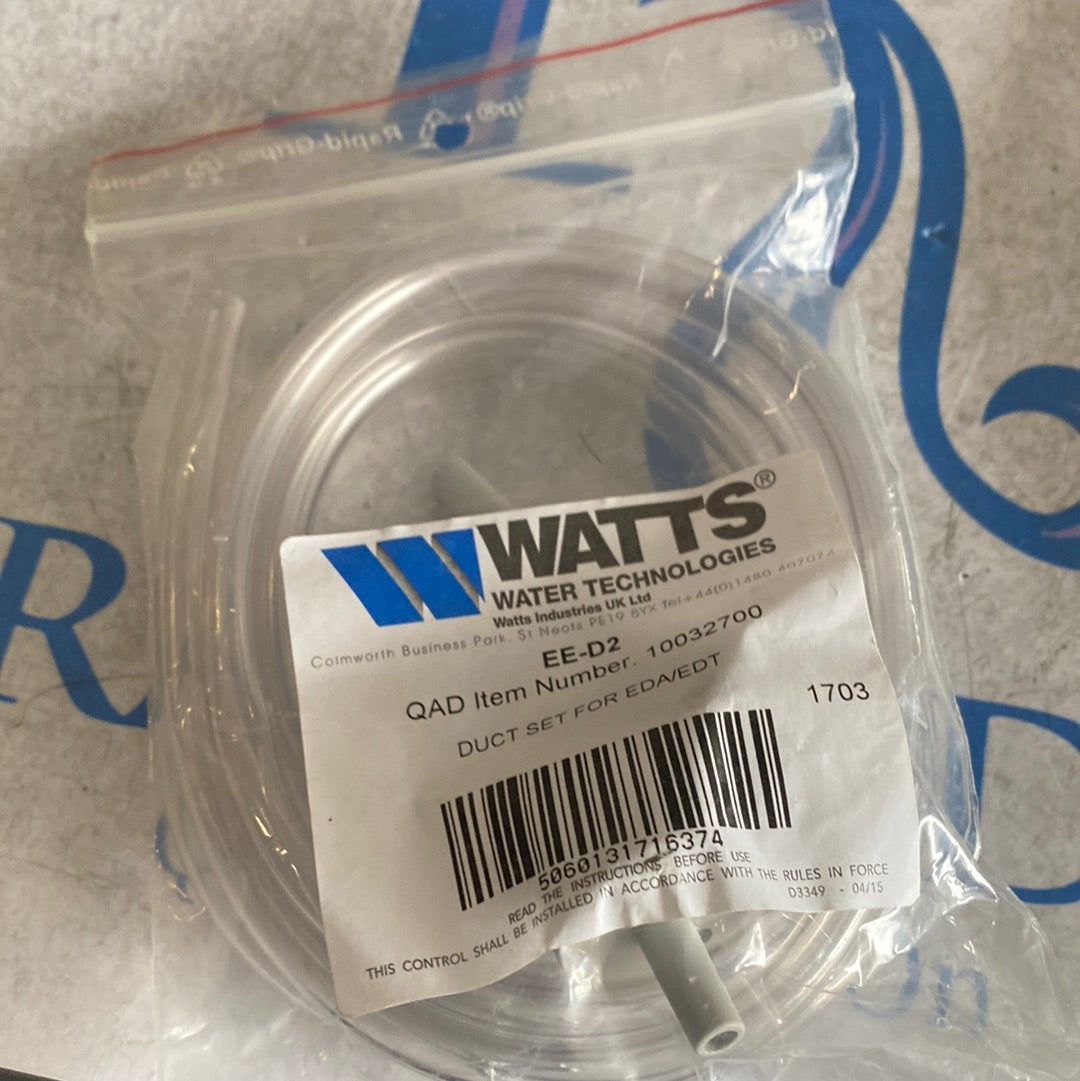 Rapid-Grip®
WATTS®
WATER TECHNOLOGIES
Watts Industries UK Ltd
Colmworth Business Park, St Neots PE19 8YX Tel+44(0)1480 407074
EE-D2
QAD Item Number. 10032700
DUCT SET FOR EDA/EDT
1703
5060131716374
READ THE INSTRUCTIONS BEFORE USE
THIS CONTROL SHALL BE INSTALLED IN ACCORDANCE WITH THE RULES IN FORCE
D3349 - 04/15
R
D
on